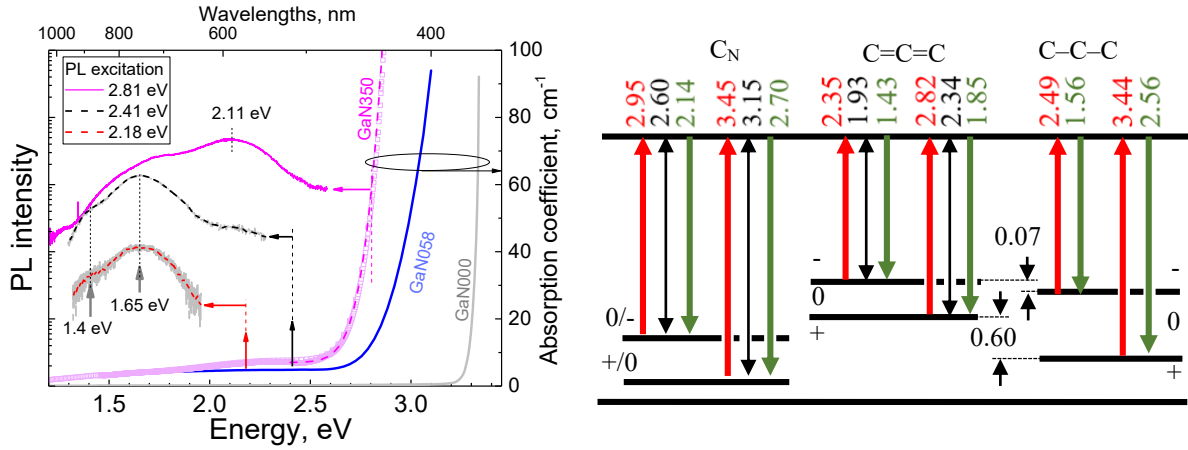 Wavelengths, nm
1000 800 600 400
PL excitation
2.81 eV
2.41 eV
2.18 eV
2.11 eV
1.65 eV
1.4 eV
GaN350
GaN058
GaN000
PL intensity
100
80
60
40
20
0
Absorption coefficient, cm-1
1.5 2.0 2.5 3.0
Energy, eV
CN C=C=C C–C–C
2.95 2.60 2.14 3.45 3.15 2.70 2.35 1.93 1.43 2.82 2.34 1.85 2.49 1.56 3.44 2.56
0.07
- -
0 0
0/- +
0.60
+/0 +